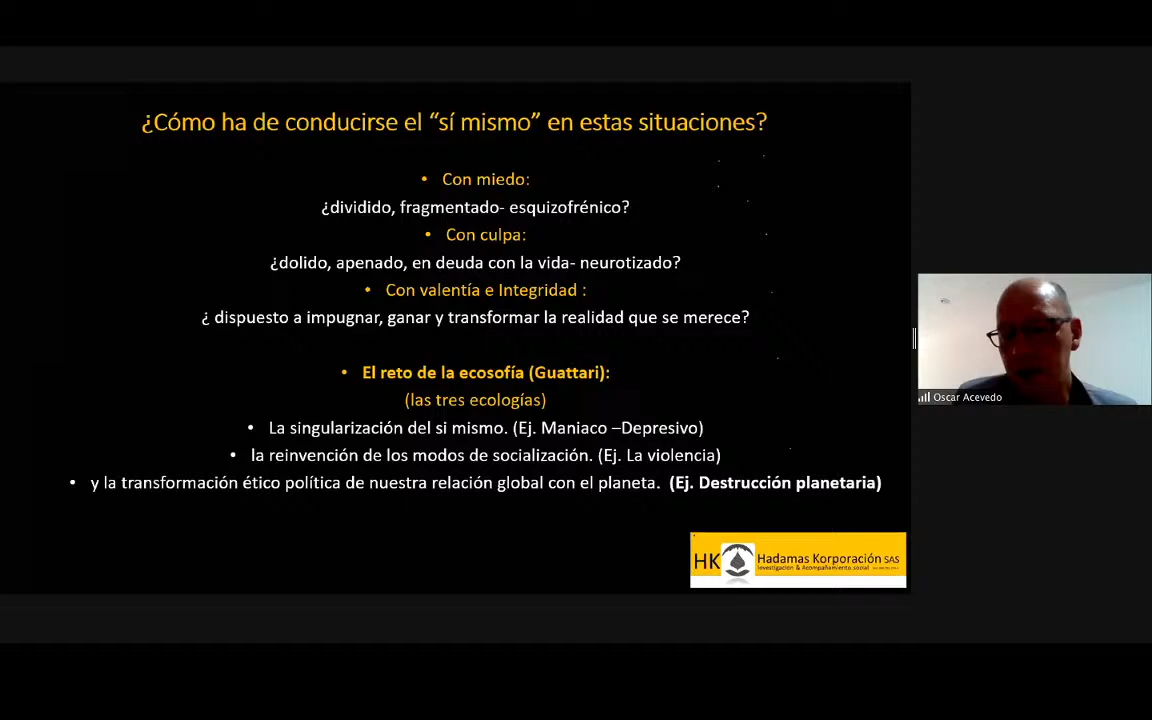 ¿Cómo ha de conducirse el “sí mismo” en estas situaciones?
• Con miedo:
¿dividido, fragmentado- esquizofrénico?
• Con culpa:
¿dolido, apenado, en deuda con la vida- neurotizado?
• Con valentía e Integridad :
¿ dispuesto a impugnar, ganar y transformar la realidad que se merece?
• El reto de la ecosofía (Guattari):
(las tres ecologías)
• La singularización del si mismo. (Ej. Maniaco –Depresivo)
• la reinvención de los modos de socialización. (Ej. La violencia)
• y la transformación ético política de nuestra relación global con el planeta. (Ej. Destrucción planetaria)
HK
Hadamas Korporación SAS
Investigacion & Acompañamiento social
Oscar Acevedo